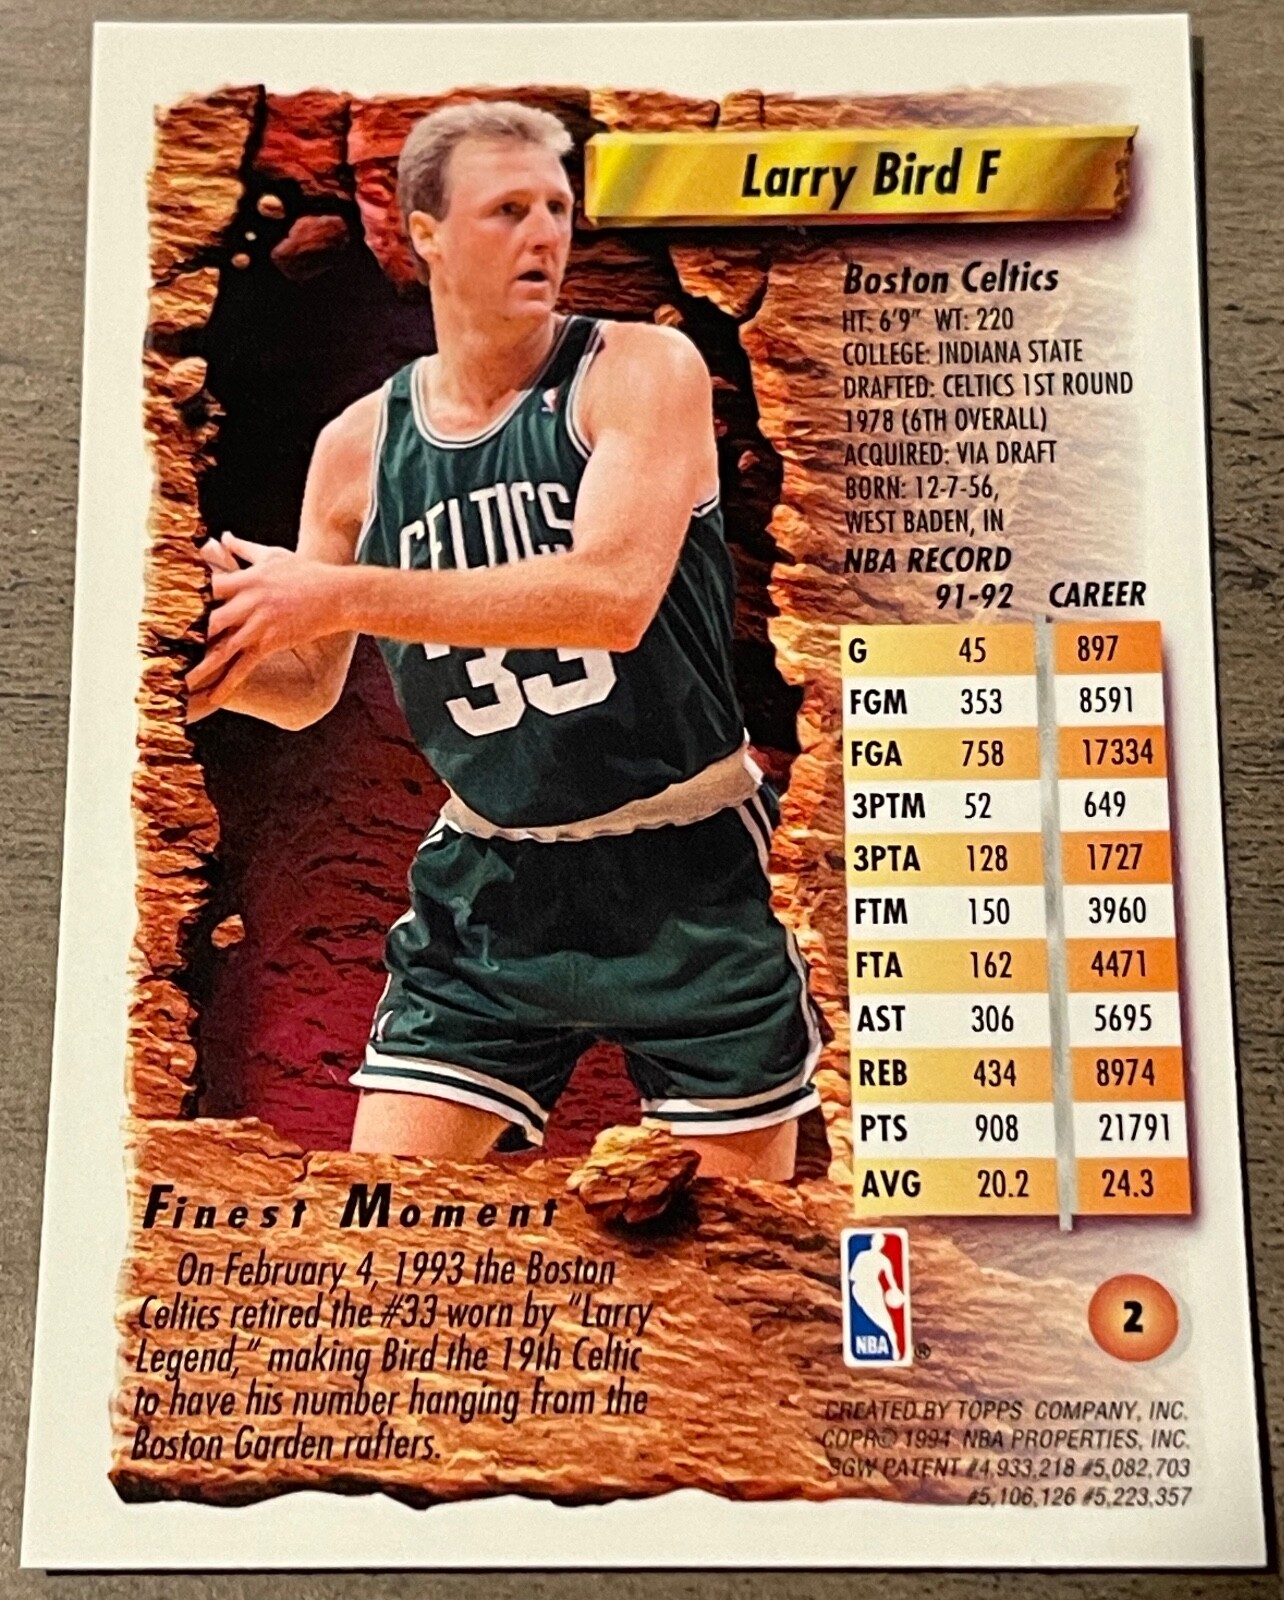 Larry Bird F
Boston Celtics
HT: 6'9" WT: 220
COLLEGE: INDIANA STATE
DRAFTED: CELTICS 1ST ROUND
1978 (6TH OVERALL)
ACQUIRED: VIA DRAFT
BORN: 12-7-56,
WEST BADEN, IN
NBA RECORD
91-92 CAREER
G 45 897
FGM 353 8591
FGA 758 17334
3PTM 52 649
3PTA 128 1727
FTM 150 3960
FTA 162 4471
AST 306 5695
REB 434 8974
PTS 908 21791
AVG 20.2 24.3
CELTICS
33
Finest Moment
On February 4, 1993 the Boston
Celtics retired the #33 worn by "Larry
Legend," making Bird the 19th Celtic
to have his number hanging from the
Boston Garden rafters.
NBA ®
2
CREATED BY TOPPS COMPANY, INC.
COPR© 1994 NBA PROPERTIES, INC.
SGW PATENT #4,933,218 #5,082,703
#5,106,126 #5,223,357